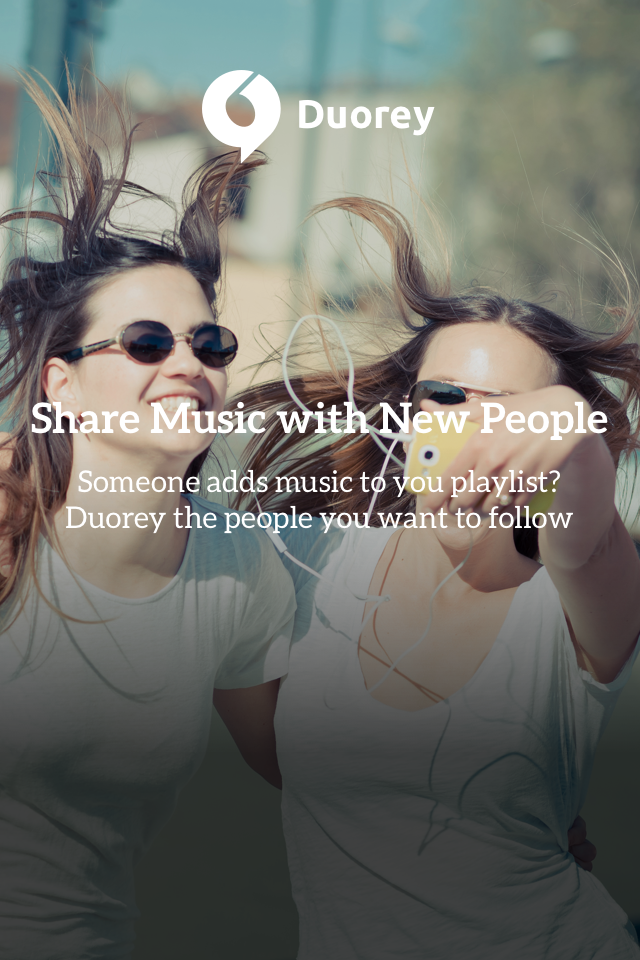 Duorey
Share Music with New People
Someone adds music to you playlist?
Duorey the people you want to follow